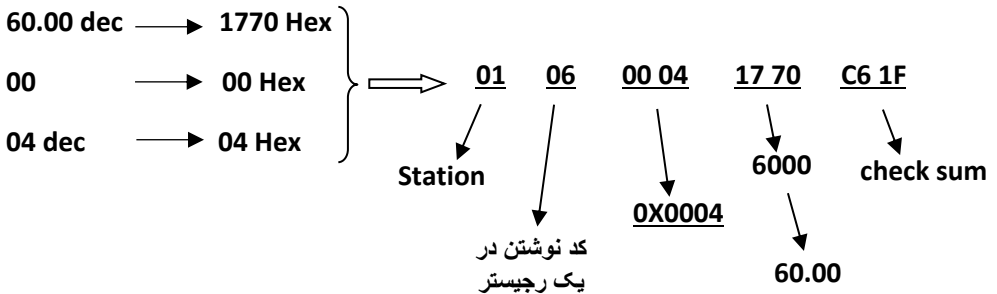 60.00 dec 1770 Hex
00 00 Hex
04 dec 04 Hex
01 06 00 04 17 70 C6 1F
Station
6000
check sum
0X0004
کد نوشتن در
یک رجیستر
60.00